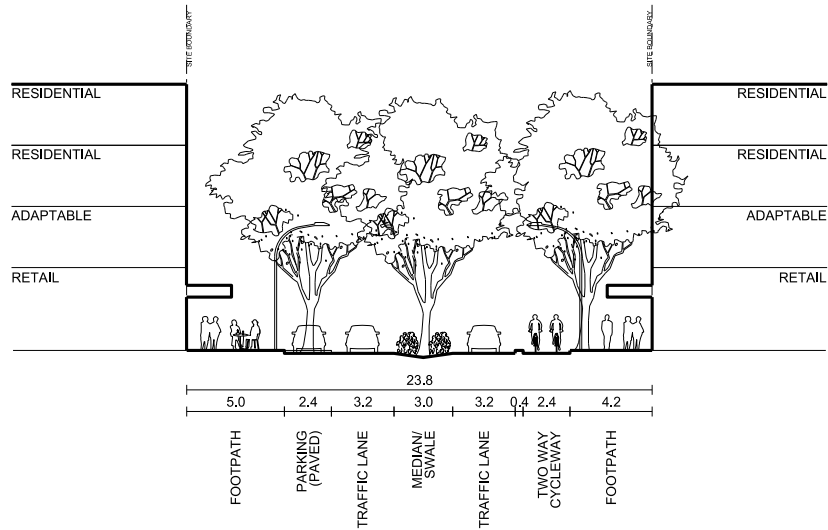 SITE BOUNDARY
SITE BOUNDARY
RESIDENTIAL
RESIDENTIAL
RESIDENTIAL
RESIDENTIAL
ADAPTABLE
ADAPTABLE
RETAIL
RETAIL
23.8
5.0
2.4
3.2
3.0
3.2
0.4
2.4
4.2
FOOTPATH
PARKING
(PAVED)
TRAFFIC LANE
MEDIAN/
SWALE
TRAFFIC LANE
TWO WAY
CYCLEWAY
FOOTPATH